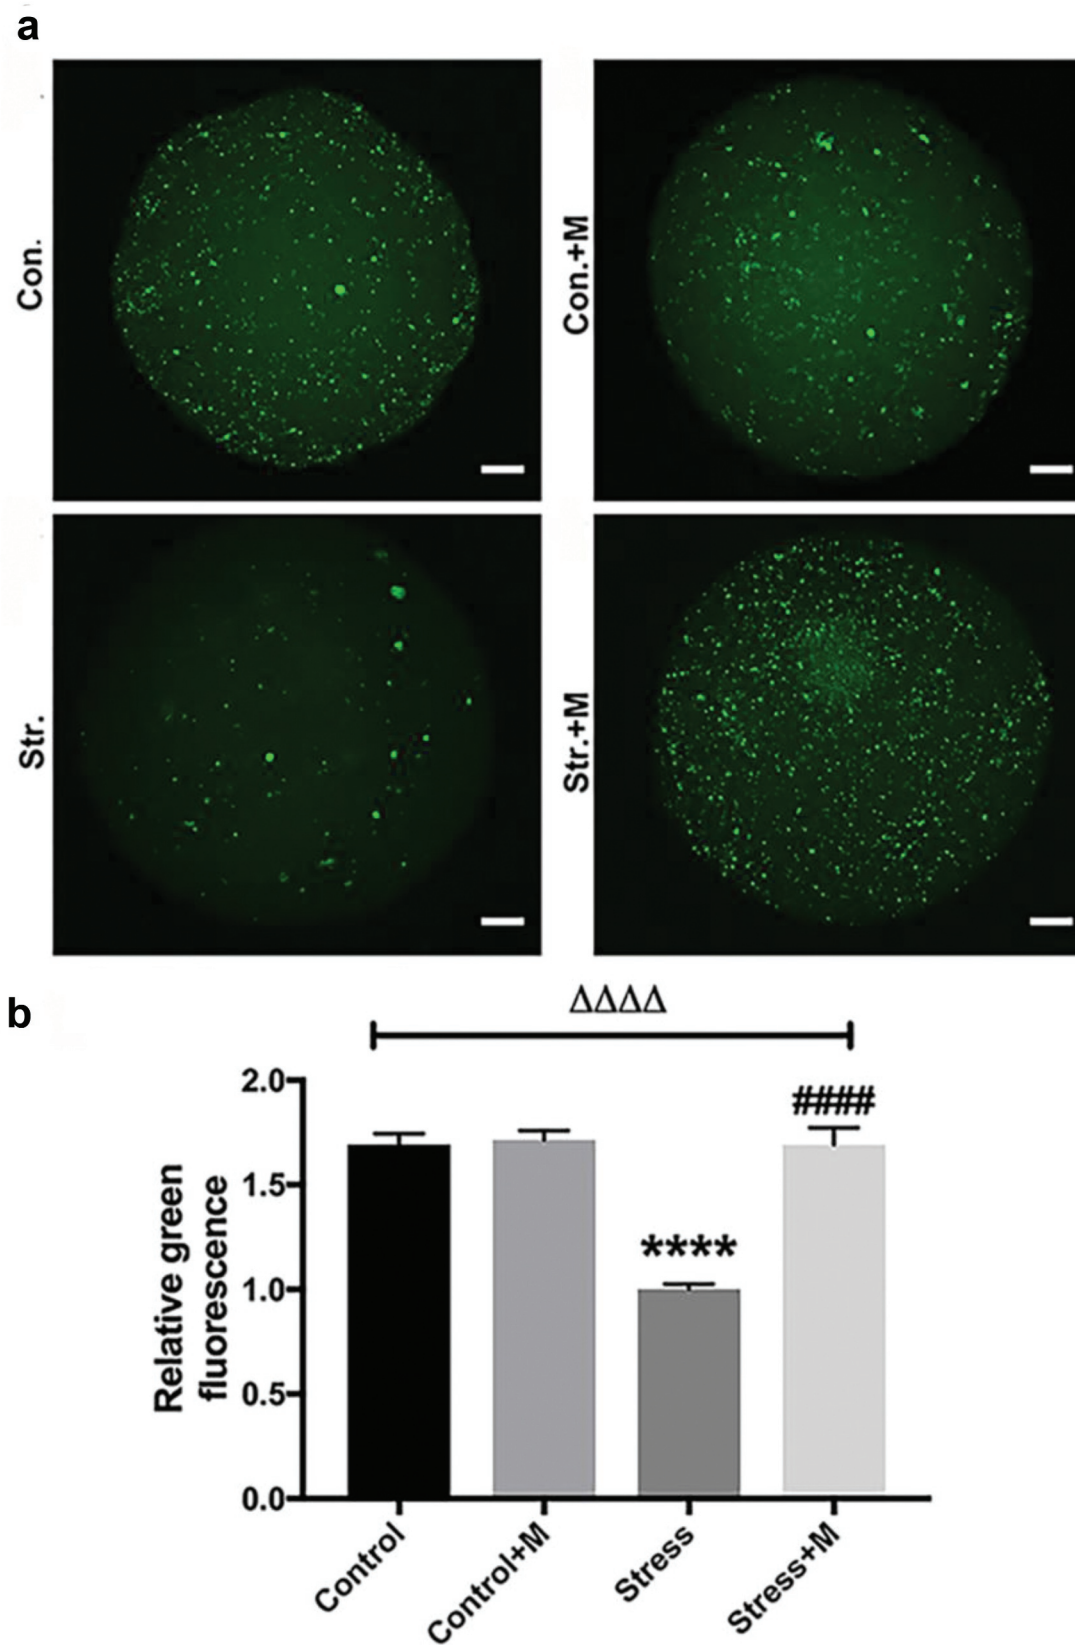 a
Con.
Con.+M
Str.
Str.+M
b
ΔΔΔΔ
####
****
2.0
1.5
1.0
0.5
0.0
Relative green
fluorescence
Control
Control+M
Stress
Stress+M